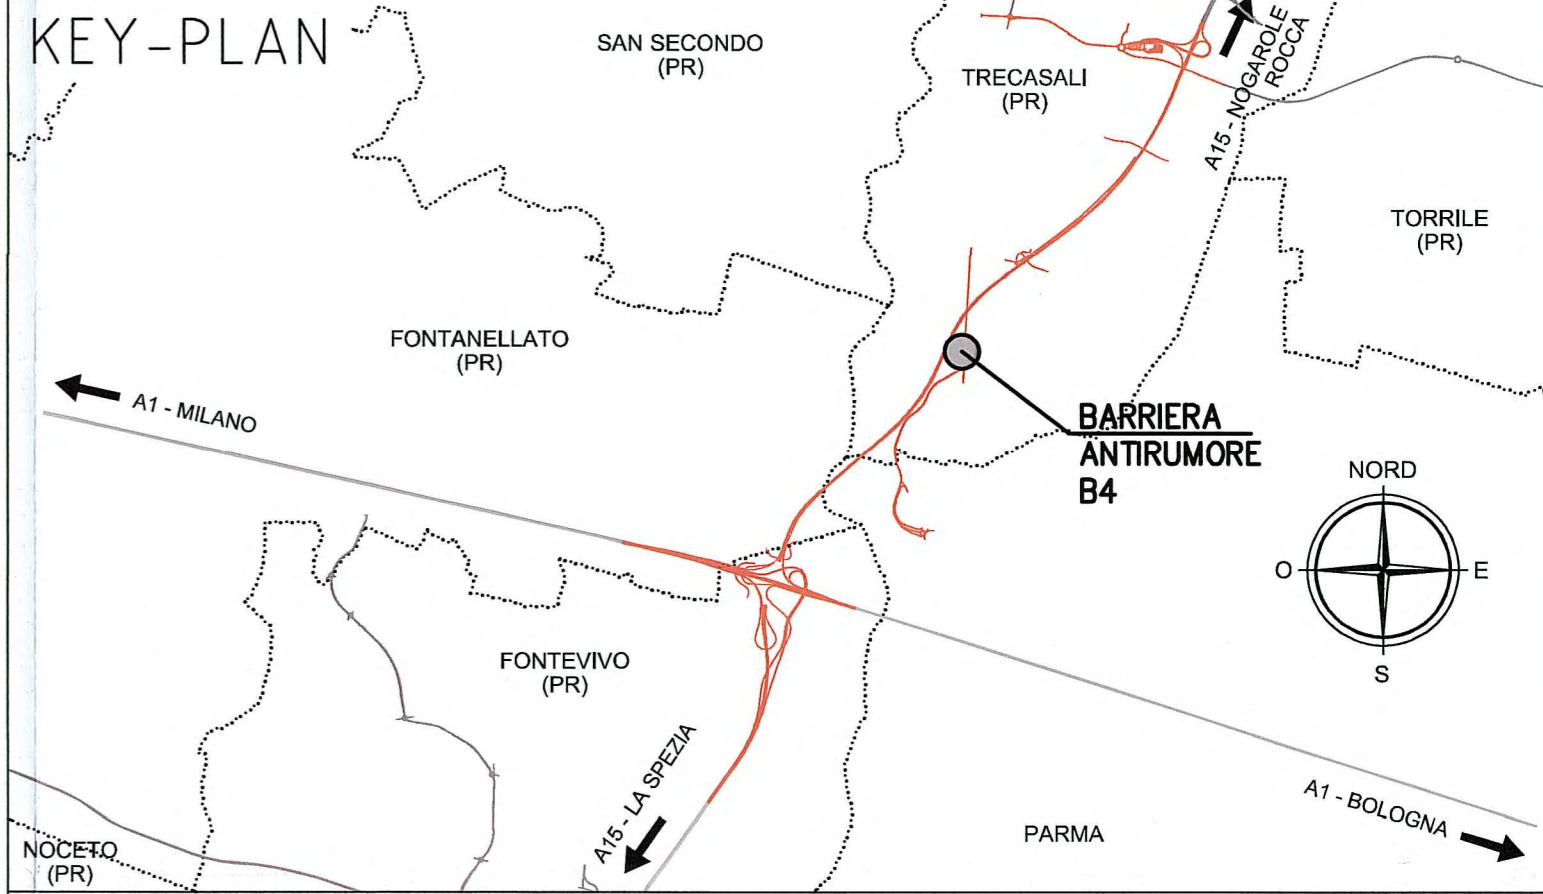 KEY-PLAN
SAN SECONDO
(PR)
TRECASALI
(PR)
A15 - NOGAROLE
ROCCA
TORRILE
(PR)
FONTANELLATO
(PR)
A1 - MILANO
BARRIERA
ANTIRUMORE
B4
NORD
O
E
S
FONTEVIVO
(PR)
A15 - LA SPEZIA
A1 - BOLOGNA
PARMA
NOCETO
(PR)